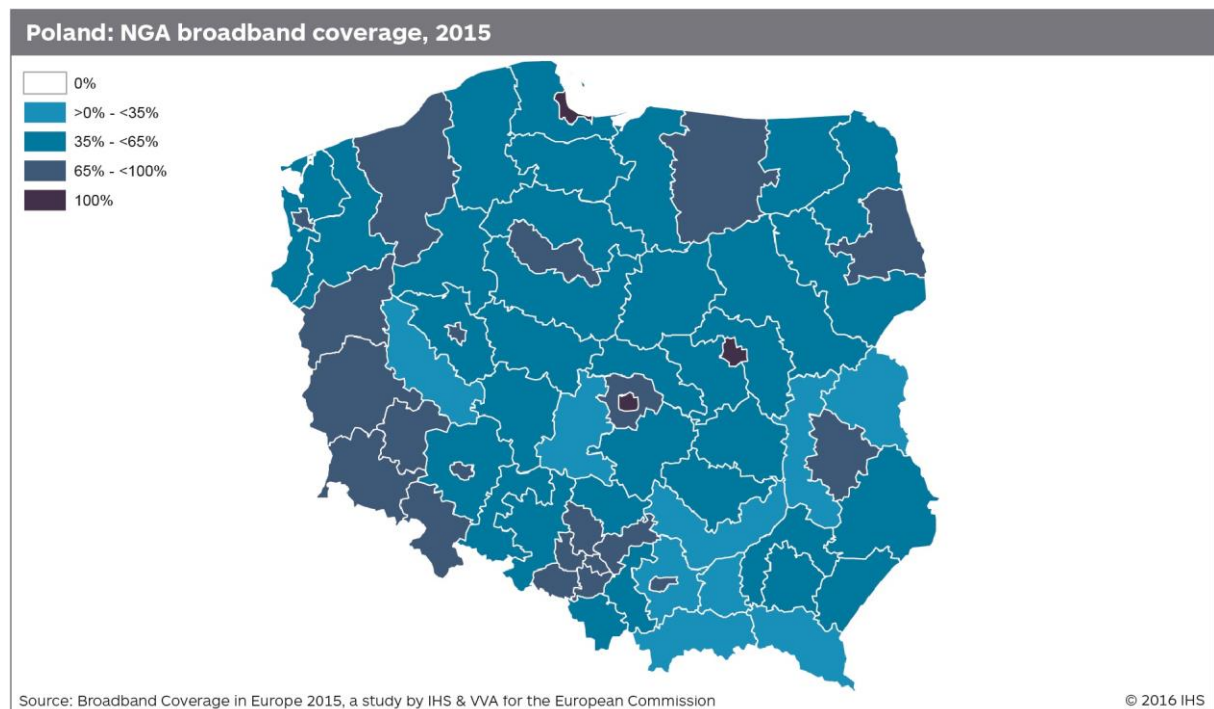 Poland: NGA broadband coverage, 2015
0%
>0% - <35%
35% - <65%
65% - <100%
100%
Source: Broadband Coverage in Europe 2015, a study by IHS & VVA for the European Commission
© 2016 IHS